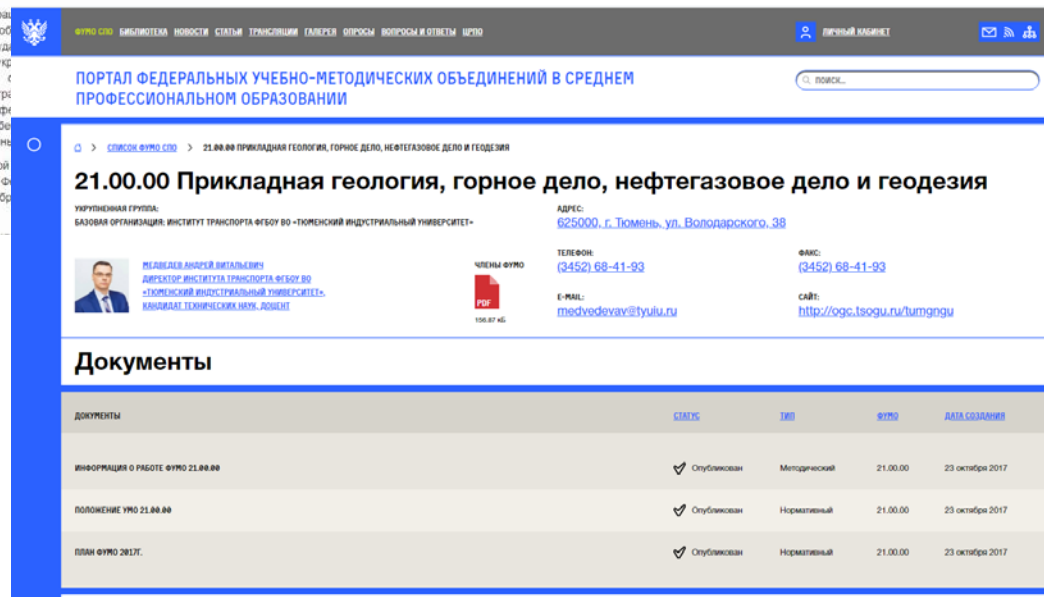 ФУМО СПО БИБЛИОТЕКА НОВОСТИ СТАТЬИ ТРАНСЛЯЦИИ ГАЛЕРЕЯ ОПРОСЫ ВОПРОСЫ И ОТВЕТЫ ЦРПО ЛИЧНЫЙ КАБИНЕТ
ПОРТАЛ ФЕДЕРАЛЬНЫХ УЧЕБНО-МЕТОДИЧЕСКИХ ОБЪЕДИНЕНИЙ В СРЕДНЕМ
ПРОФЕССИОНАЛЬНОМ ОБРАЗОВАНИИ
ПОИСК...
> СПИСОК ФУМО СПО > 21.00.00 ПРИКЛАДНАЯ ГЕОЛОГИЯ, ГОРНОЕ ДЕЛО, НЕФТЕГАЗОВОЕ ДЕЛО И ГЕОДЕЗИЯ
21.00.00 Прикладная геология, горное дело, нефтегазовое дело и геодезия
УКРУПНЕННАЯ ГРУППА:
БАЗОВАЯ ОРГАНИЗАЦИЯ: ИНСТИТУТ ТРАНСПОРТА ФГБОУ ВО «ТЮМЕНСКИЙ ИНДУСТРИАЛЬНЫЙ УНИВЕРСИТЕТ»
МЕДВЕДЕВ АНДРЕЙ ВИТАЛЬЕВИЧ
ДИРЕКТОР ИНСТИТУТА ТРАНСПОРТА ФГБОУ ВО
«ТЮМЕНСКИЙ ИНДУСТРИАЛЬНЫЙ УНИВЕРСИТЕТ»,
КАНДИДАТ ТЕХНИЧЕСКИХ НАУК, ДОЦЕНТ
ЧЛЕНЫ ФУМО
PDF
156.87 кБ
АДРЕС:
625000, г. Тюмень, ул. Володарского, 38
ТЕЛЕФОН:
(3452) 68-41-93
ФАКС:
(3452) 68-41-93
E-MAIL:
medvedevav@tyuiu.ru
САЙТ:
http://ogc.tsogu.ru/tumgngu
Документы
ДОКУМЕНТЫ СТАТУС ТИП ФУМО ДАТА СОЗДАНИЯ
ИНФОРМАЦИЯ О РАБОТЕ ФУМО 21.00.00 Опубликован Методический 21.00.00 23 октября 2017
ПОЛОЖЕНИЕ УМО 21.00.00 Опубликован Нормативный 21.00.00 23 октября 2017
ПЛАН ФУМО 2017Г. Опубликован Нормативный 21.00.00 23 октября 2017